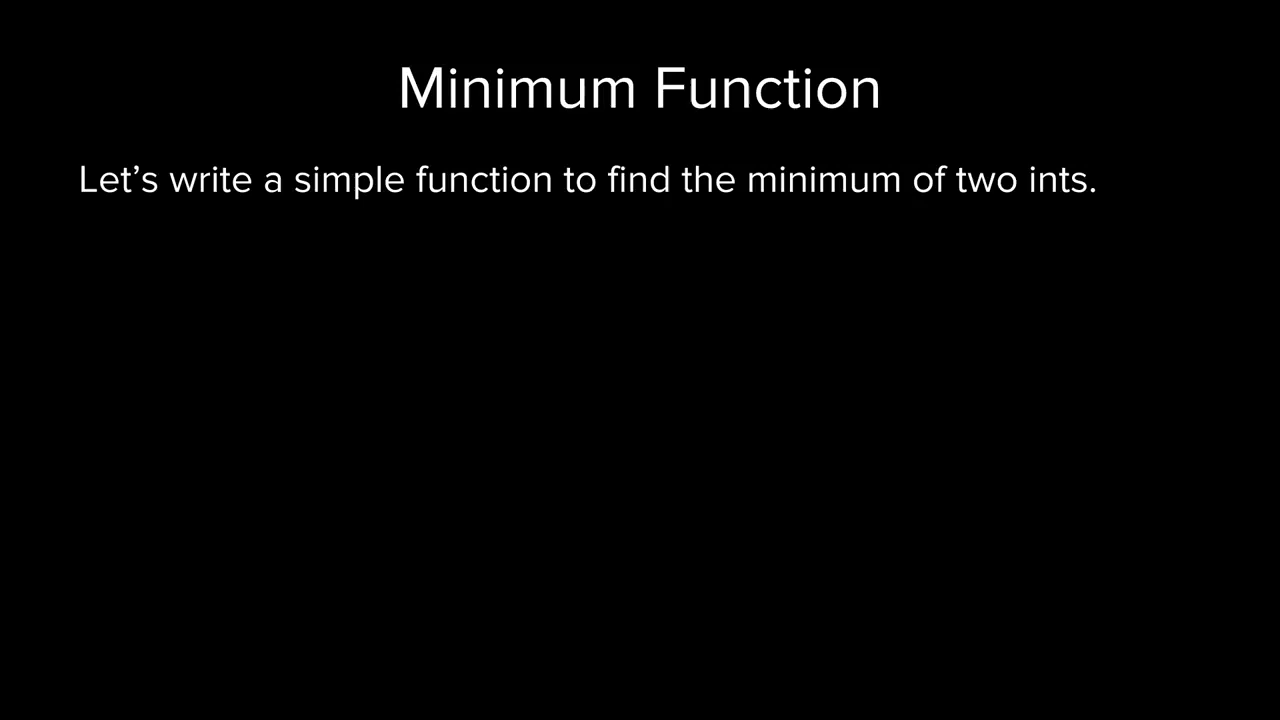 Minimum Function
Let’s write a simple function to find the minimum of two ints.